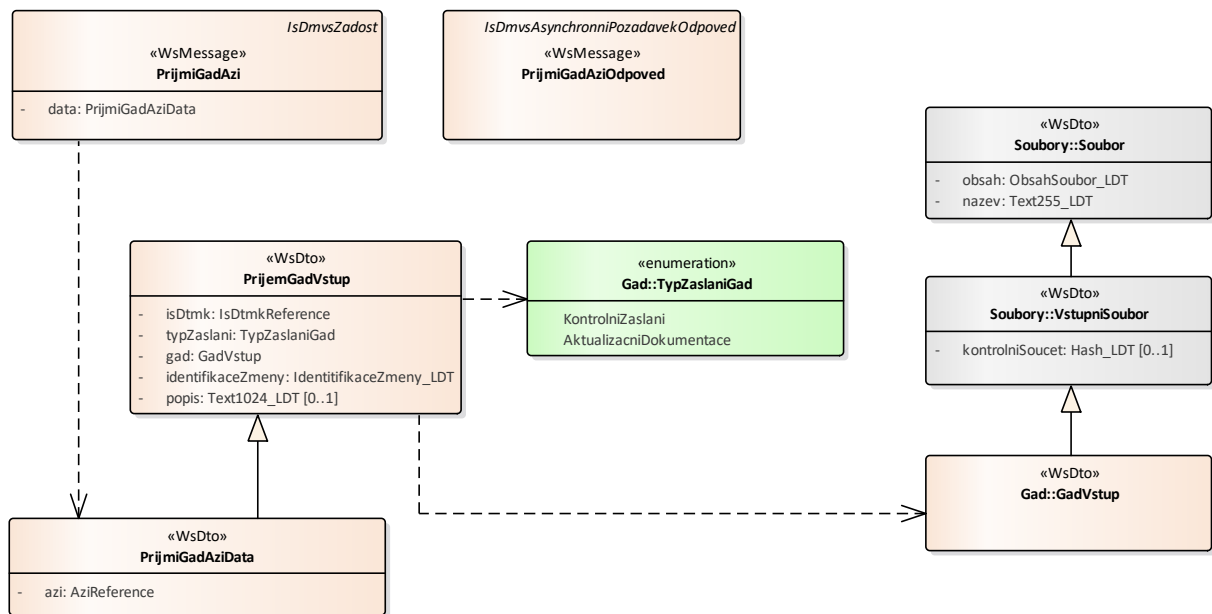 IsDmvsZadost
«WsMessage»
PrijmiGadAzi
- data: PrijmiGadAziData
IsDmvsAsynchronniPozadavekOdpoved
«WsMessage»
PrijmiGadAziOdpoved
«WsDto»
Soubory::Soubor
- obsah: ObsahSoubor_LDT
- nazev: Text255_LDT
«WsDto»
PrijemGadVstup
- isDtmk: IsDtmkReference
- typZaslani: TypZaslaniGad
- gad: GadVstup
- identifikaceZmeny: IdentitifikaceZmeny_LDT
- popis: Text1024_LDT [0..1]
«enumeration»
Gad::TypZaslaniGad
KontrolniZaslani
AktualizacniDokumentace
«WsDto»
Soubory::VstupniSoubor
- kontrolniSoucet: Hash_LDT [0..1]
«WsDto»
Gad::GadVstup
«WsDto»
PrijmiGadAziData
- azi: AziReference